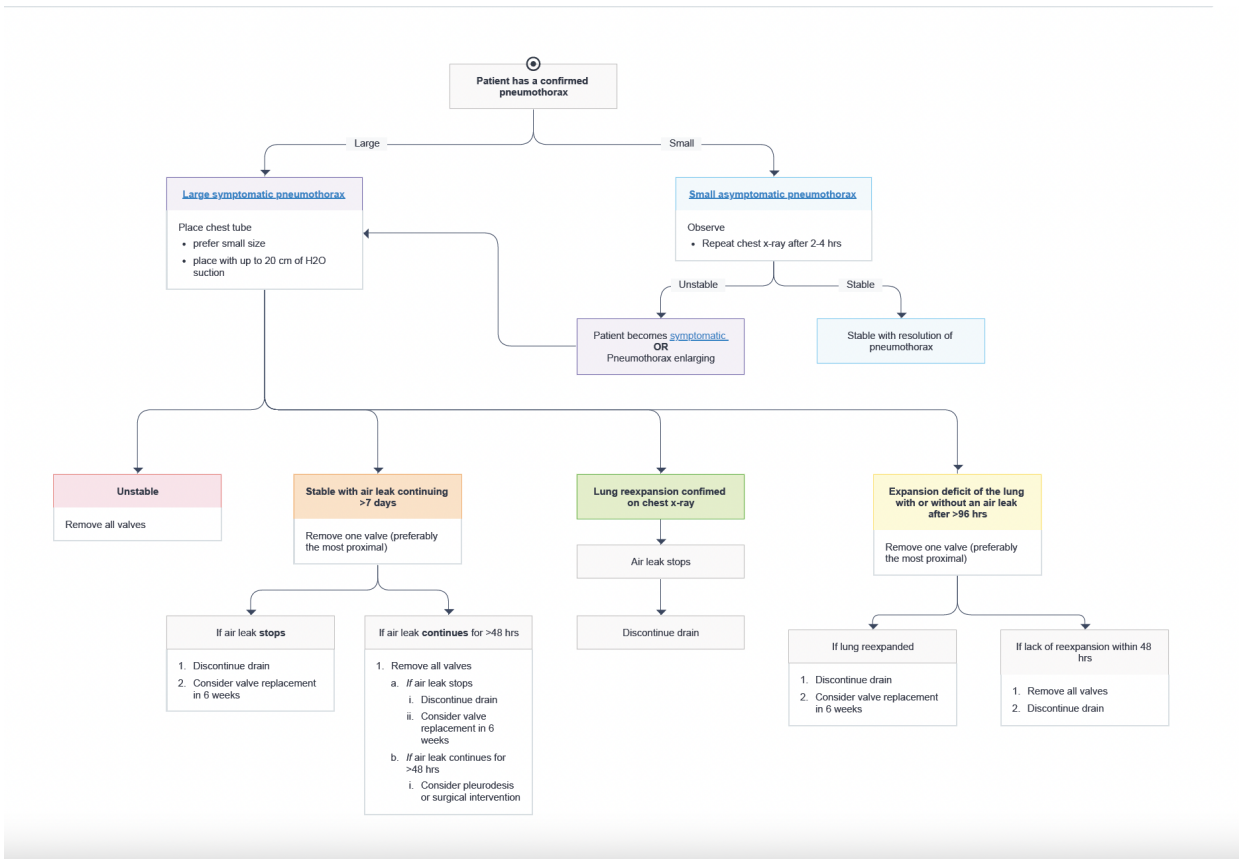 Patient has a confirmed
pneumothorax
Large
Small
Large symptomatic pneumothorax
Place chest tube
• prefer small size
• place with up to 20 cm of H2O
suction
Small asymptomatic pneumothorax
Observe
• Repeat chest x-ray after 2-4 hrs
Unstable
Stable
Patient becomes symptomatic
OR
Pneumothorax enlarging
Stable with resolution of
pneumothorax
Unstable
Remove all valves
Stable with air leak continuing
>7 days
Remove one valve (preferably
the most proximal)
If air leak stops
1. Discontinue drain
2. Consider valve replacement
in 6 weeks
If air leak continues for >48 hrs
1. Remove all valves
a. If air leak stops
i. Discontinue drain
ii. Consider valve
replacement in 6
weeks
b. If air leak continues for
>48 hrs
i. Consider pleurodesis
or surgical intervention
Lung reexpansion confimed
on chest x-ray
Air leak stops
Discontinue drain
Expansion deficit of the lung
with or without an air leak
after >96 hrs
Remove one valve (preferably
the most proximal)
If lung reexpanded
1. Discontinue drain
2. Consider valve replacement
in 6 weeks
If lack of reexpansion within 48
hrs
1. Remove all valves
2. Discontinue drain